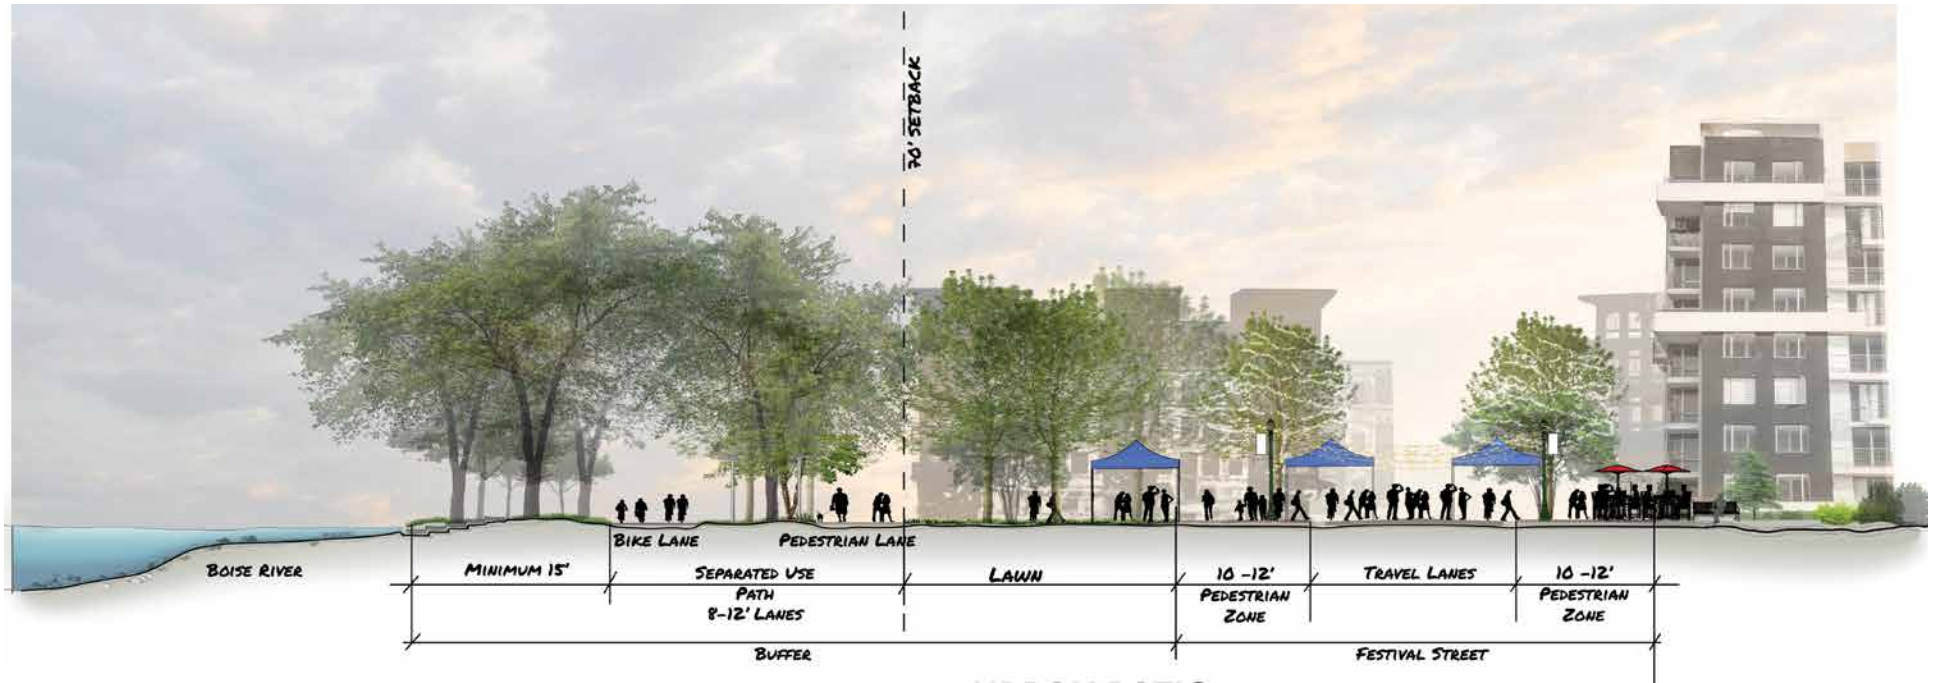 70' SETBACK
BIKE LANE
PEDESTRIAN LANE
BOISE RIVER
MINIMUM 15'
SEPARATED USE
PATH
8-12' LANES
LAWN
10 -12'
PEDESTRIAN
ZONE
TRAVEL LANES
10 -12'
PEDESTRIAN
ZONE
BUFFER
FESTIVAL STREET